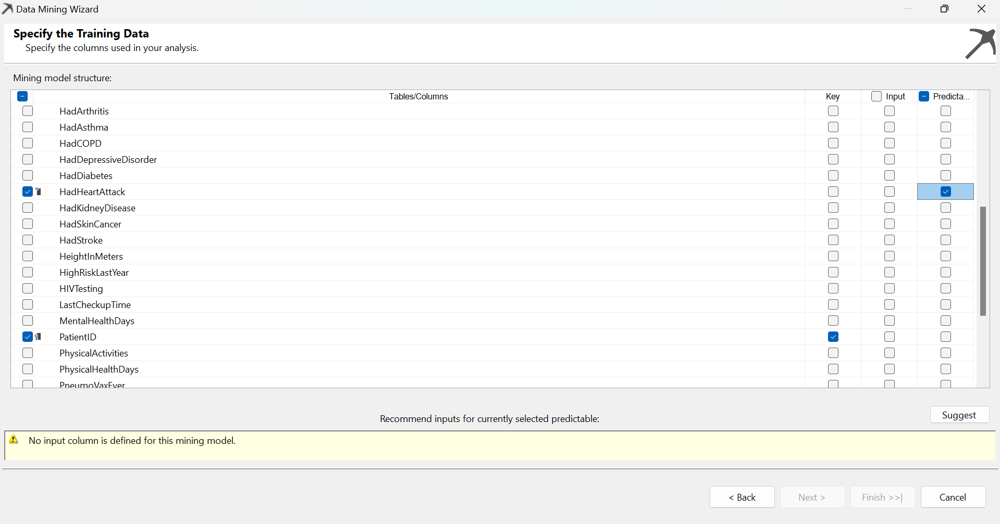 Data Mining Wizard
Specify the Training Data
Specify the columns used in your analysis.
Mining model structure:
Tables/Columns Key Input Predicta...
HadArthritis
HadAsthma
HadCOPD
HadDepressiveDisorder
HadDiabetes
HadHeartAttack
HadKidneyDisease
HadSkinCancer
HadStroke
HeightInMeters
HighRiskLastYear
HIVTesting
LastCheckupTime
MentalHealthDays
PatientID
PhysicalActivities
PhysicalHealthDays
PneumoVaxEver
Suggest
Recommend inputs for currently selected predictable:
No input column is defined for this mining model.
< Back Next > Finish >>| Cancel